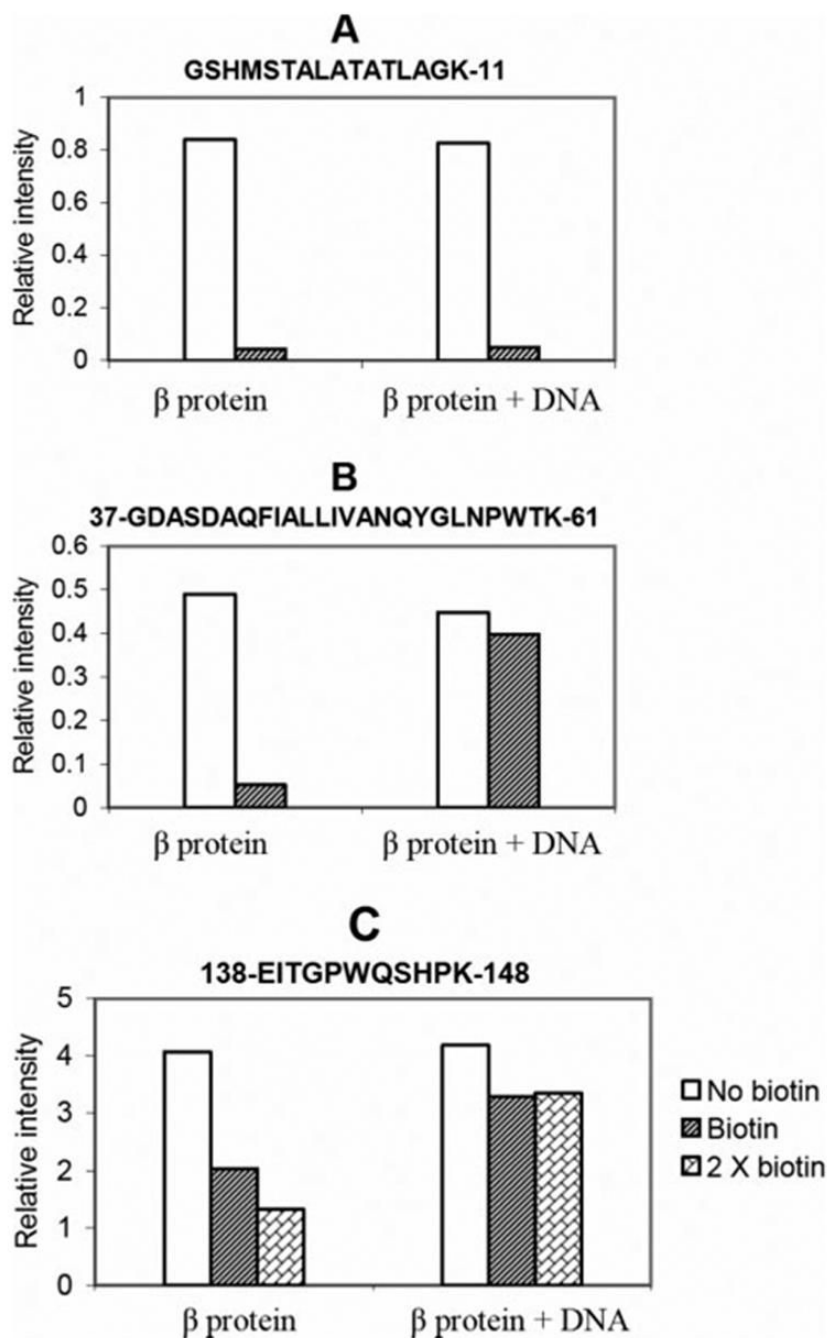 A
GSHMSTALATATLAGK-11
1
0.8
0.6
0.4
0.2
0
Relative intensity
β protein
β protein + DNA
B
37-GDASDAQFIALLIVANQYGLNPWTK-61
0.6
0.5
0.4
0.3
0.2
0.1
0
Relative intensity
β protein
β protein + DNA
C
138-EITGPWQSHPK-148
5
4
3
2
1
0
Relative intensity
β protein
β protein + DNA
No biotin
Biotin
2 X biotin